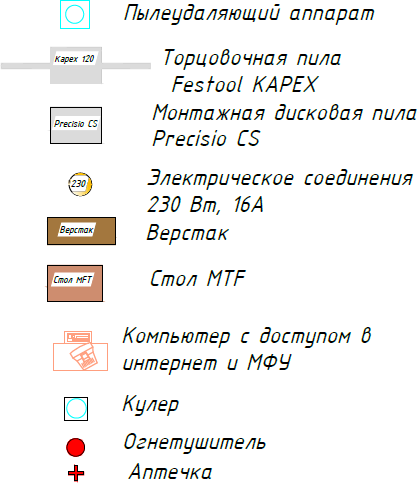 Пылеудаляющий аппарат
Kapex 120
Торцовочная пила
Festool KAPEX
Монтажная дисковая пила
Precisio CS
Precisio CS
Электрическое соединения
230
230 Вт, 16А
Верстак
Верстак
Стол MFT
Стол MTF
Компьютер с доступом в
интернет и МФУ
Кулер
Огнетушитель
Аптечка